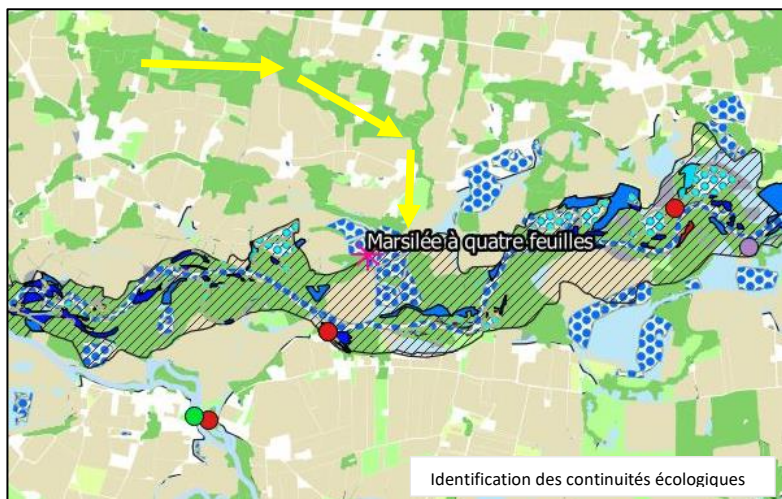 Marsilée à quatre feuilles
Identification des continuités écologiques